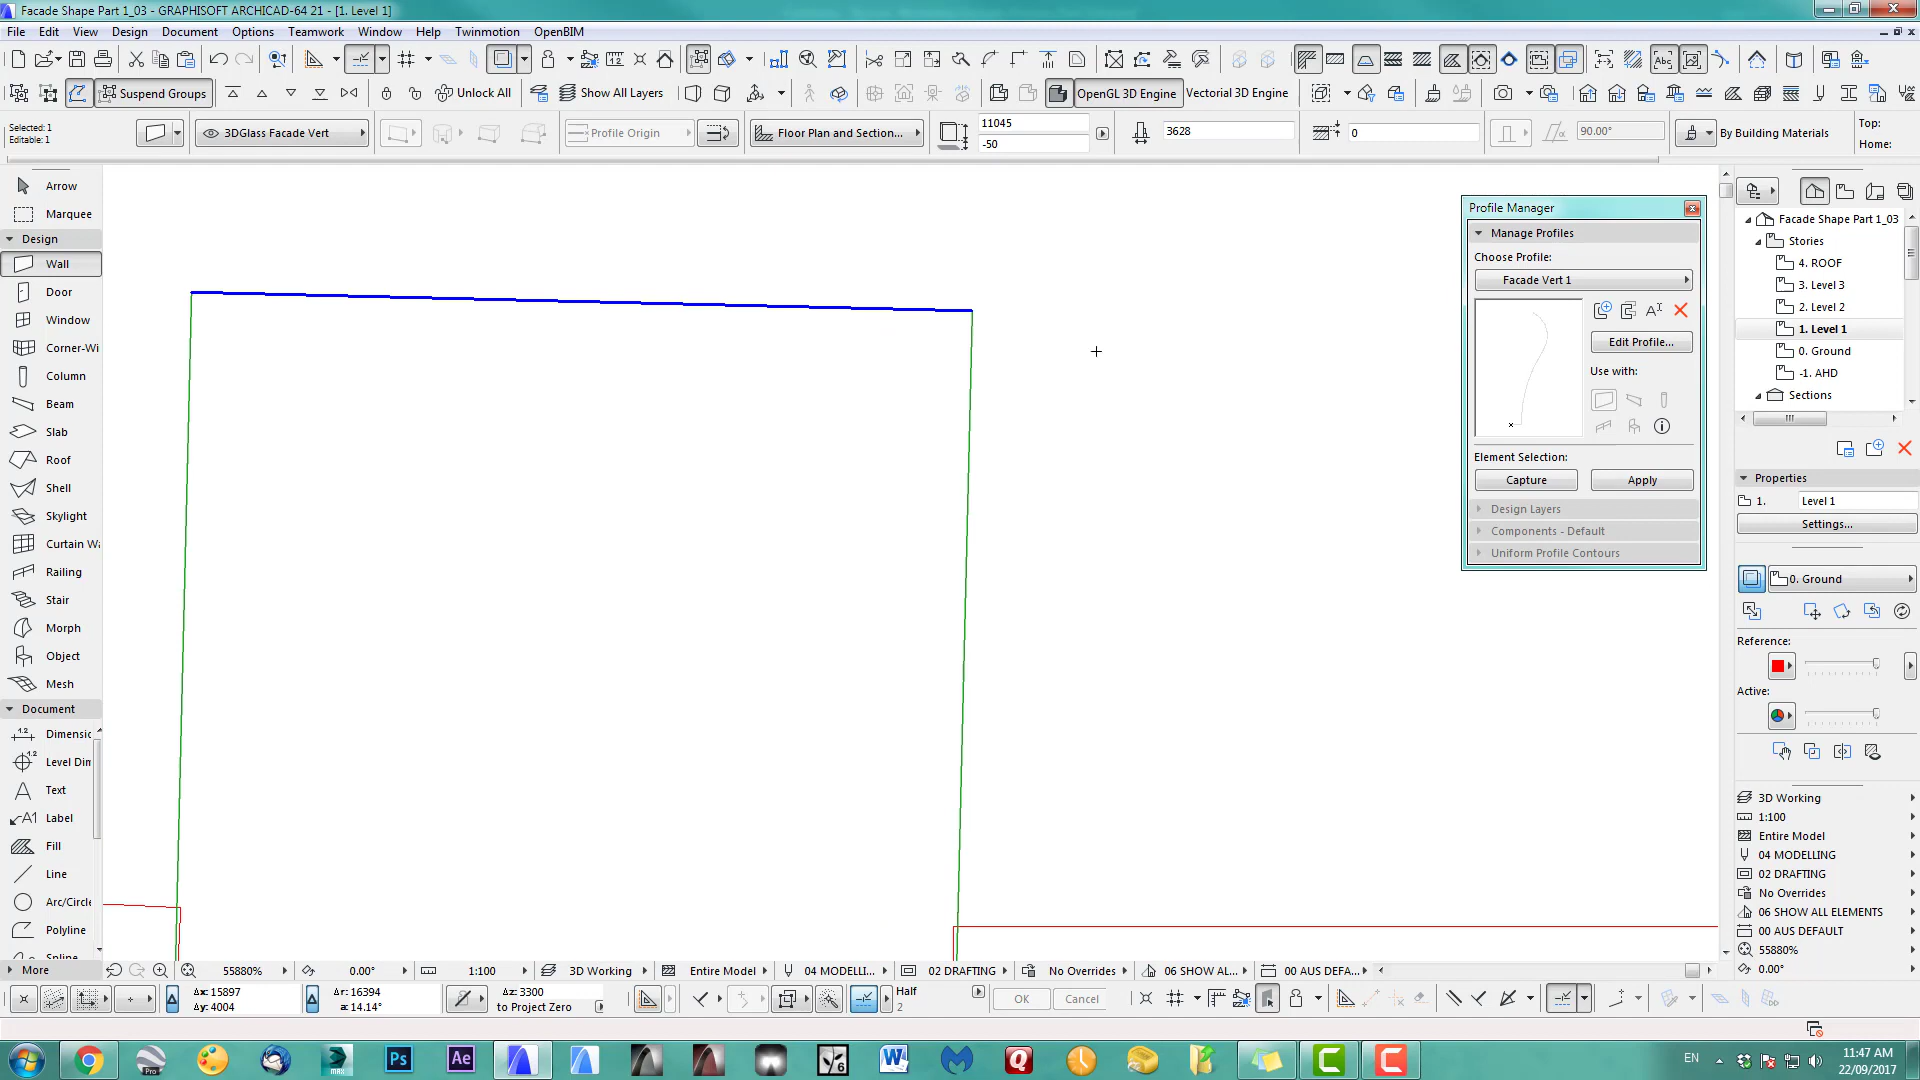 Facade Shape Part 1_03 - GRAPHISOFT ARCHICAD-64 21 - [1. Level 1]
File Edit View Design Document Options Teamwork Window Help Twinmotion OpenBIM
Suspend Groups
Unlock All
Show All Layers
OpenGL 3D Engine
Vectorial 3D Engine
Selected: 1
Editable: 1
3DGlass Facade Vert
Profile Origin
Floor Plan and Section...
11045
-50
3628
0
90.00°
By Building Materials
Top:
Home:
Arrow
Marquee
Design
Wall
Door
Window
Corner-Wi
Column
Beam
Slab
Roof
Shell
Skylight
Curtain Wa
Railing
Stair
Morph
Object
Mesh
Document
Dimensio
Level Dim
Text
Label
Fill
Line
Arc/Circle
Polyline
Spline
More
Profile Manager
Manage Profiles
Choose Profile:
Facade Vert 1
Edit Profile...
Use with:
Element Selection:
Capture
Apply
Design Layers
Components - Default
Uniform Profile Contours
Facade Shape Part 1_03
Stories
4. ROOF
3. Level 3
2. Level 2
1. Level 1
0. Ground
-1. AHD
Sections
Properties
1. Level 1
Settings...
0. Ground
Reference:
Active:
3D Working
1:100
Entire Model
04 MODELLING
02 DRAFTING
No Overrides
06 SHOW ALL ELEMENTS
00 AUS DEFAULT
55880%
0.00°
55880%
0.00°
1:100
3D Working
Entire Model
04 MODELLI...
02 DRAFTING
No Overrides
06 SHOW AL...
00 AUS DEFA...
Δx: 15897
Δy: 4004
Δr: 16394
a: 14.14°
Δz: 3300
to Project Zero
Half
2
OK
Cancel
EN
11:47 AM
22/09/2017